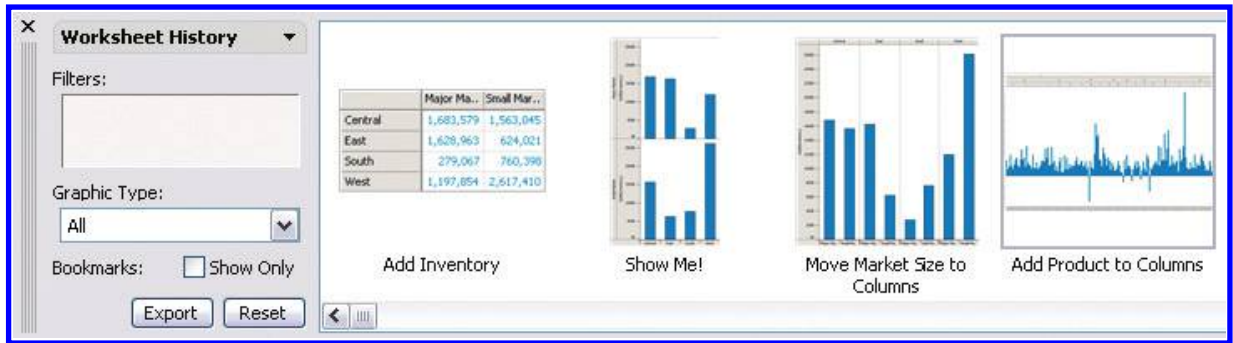 Worksheet History
Filters:
Graphic Type:
All
Bookmarks: Show Only
Export Reset
Major Ma.. Small Mar..
Central 1,683,579 1,563,045
East 1,628,963 624,021
South 279,067 760,398
West 1,197,854 2,617,410
Add Inventory
Show Me!
Move Market Size to
Columns
Add Product to Columns